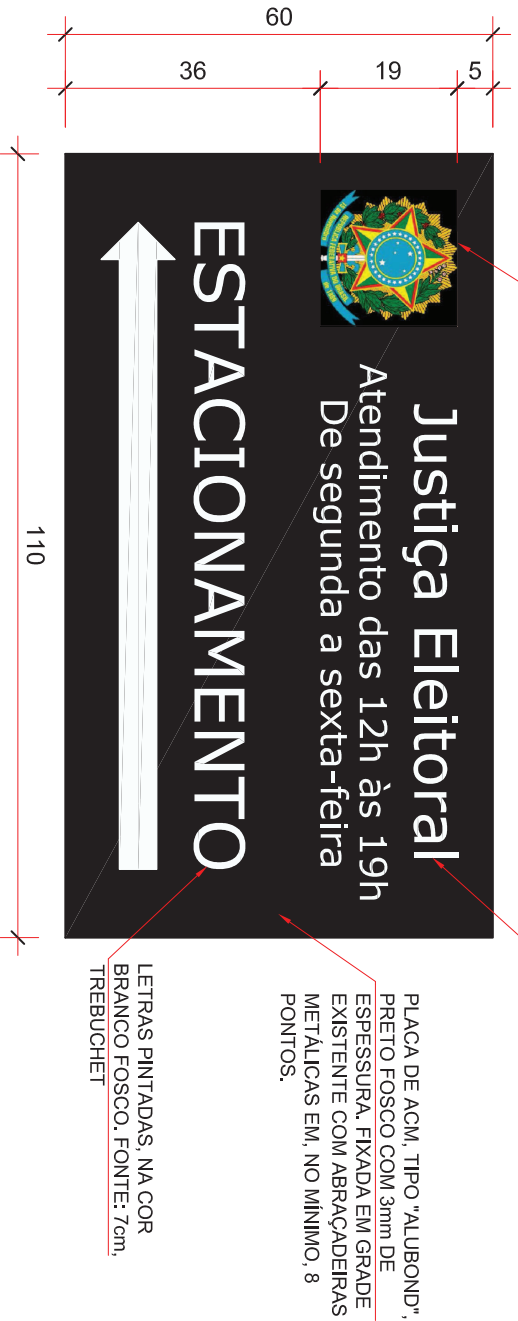 60
36
19
5
110
Justiça Eleitoral
Atendimento das 12h às 19h
De segunda a sexta-feira
ESTACIONAMENTO
PLACA DE ACM, TIPO "ALUBOND",
PRETO FOSCO COM 3mm DE
ESPESSURA. FIXADA EM GRADE
EXISTENTE COM ABRAÇADEIRAS
METÁLICAS EM, NO MÍNIMO, 8
PONTOS.
LETRAS PINTADAS, NA COR
BRANCO FOSCO. FONTE: 7cm,
TREBUCHET